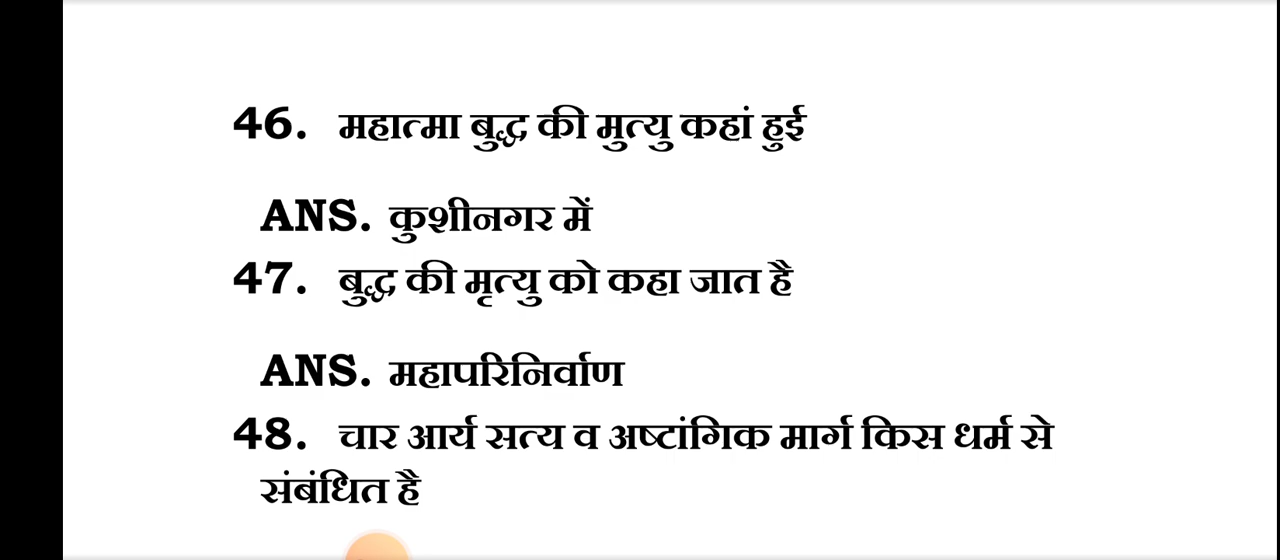 46. महात्मा बुद्ध की मुत्यु कहां हुई
ANS. कुशीनगर में
47. बुद्ध की मृत्यु को कहा जात है
ANS. महापरिनिर्वाण
48. चार आर्य सत्य व अष्टांगिक मार्ग किस धर्म से
संबंधित है